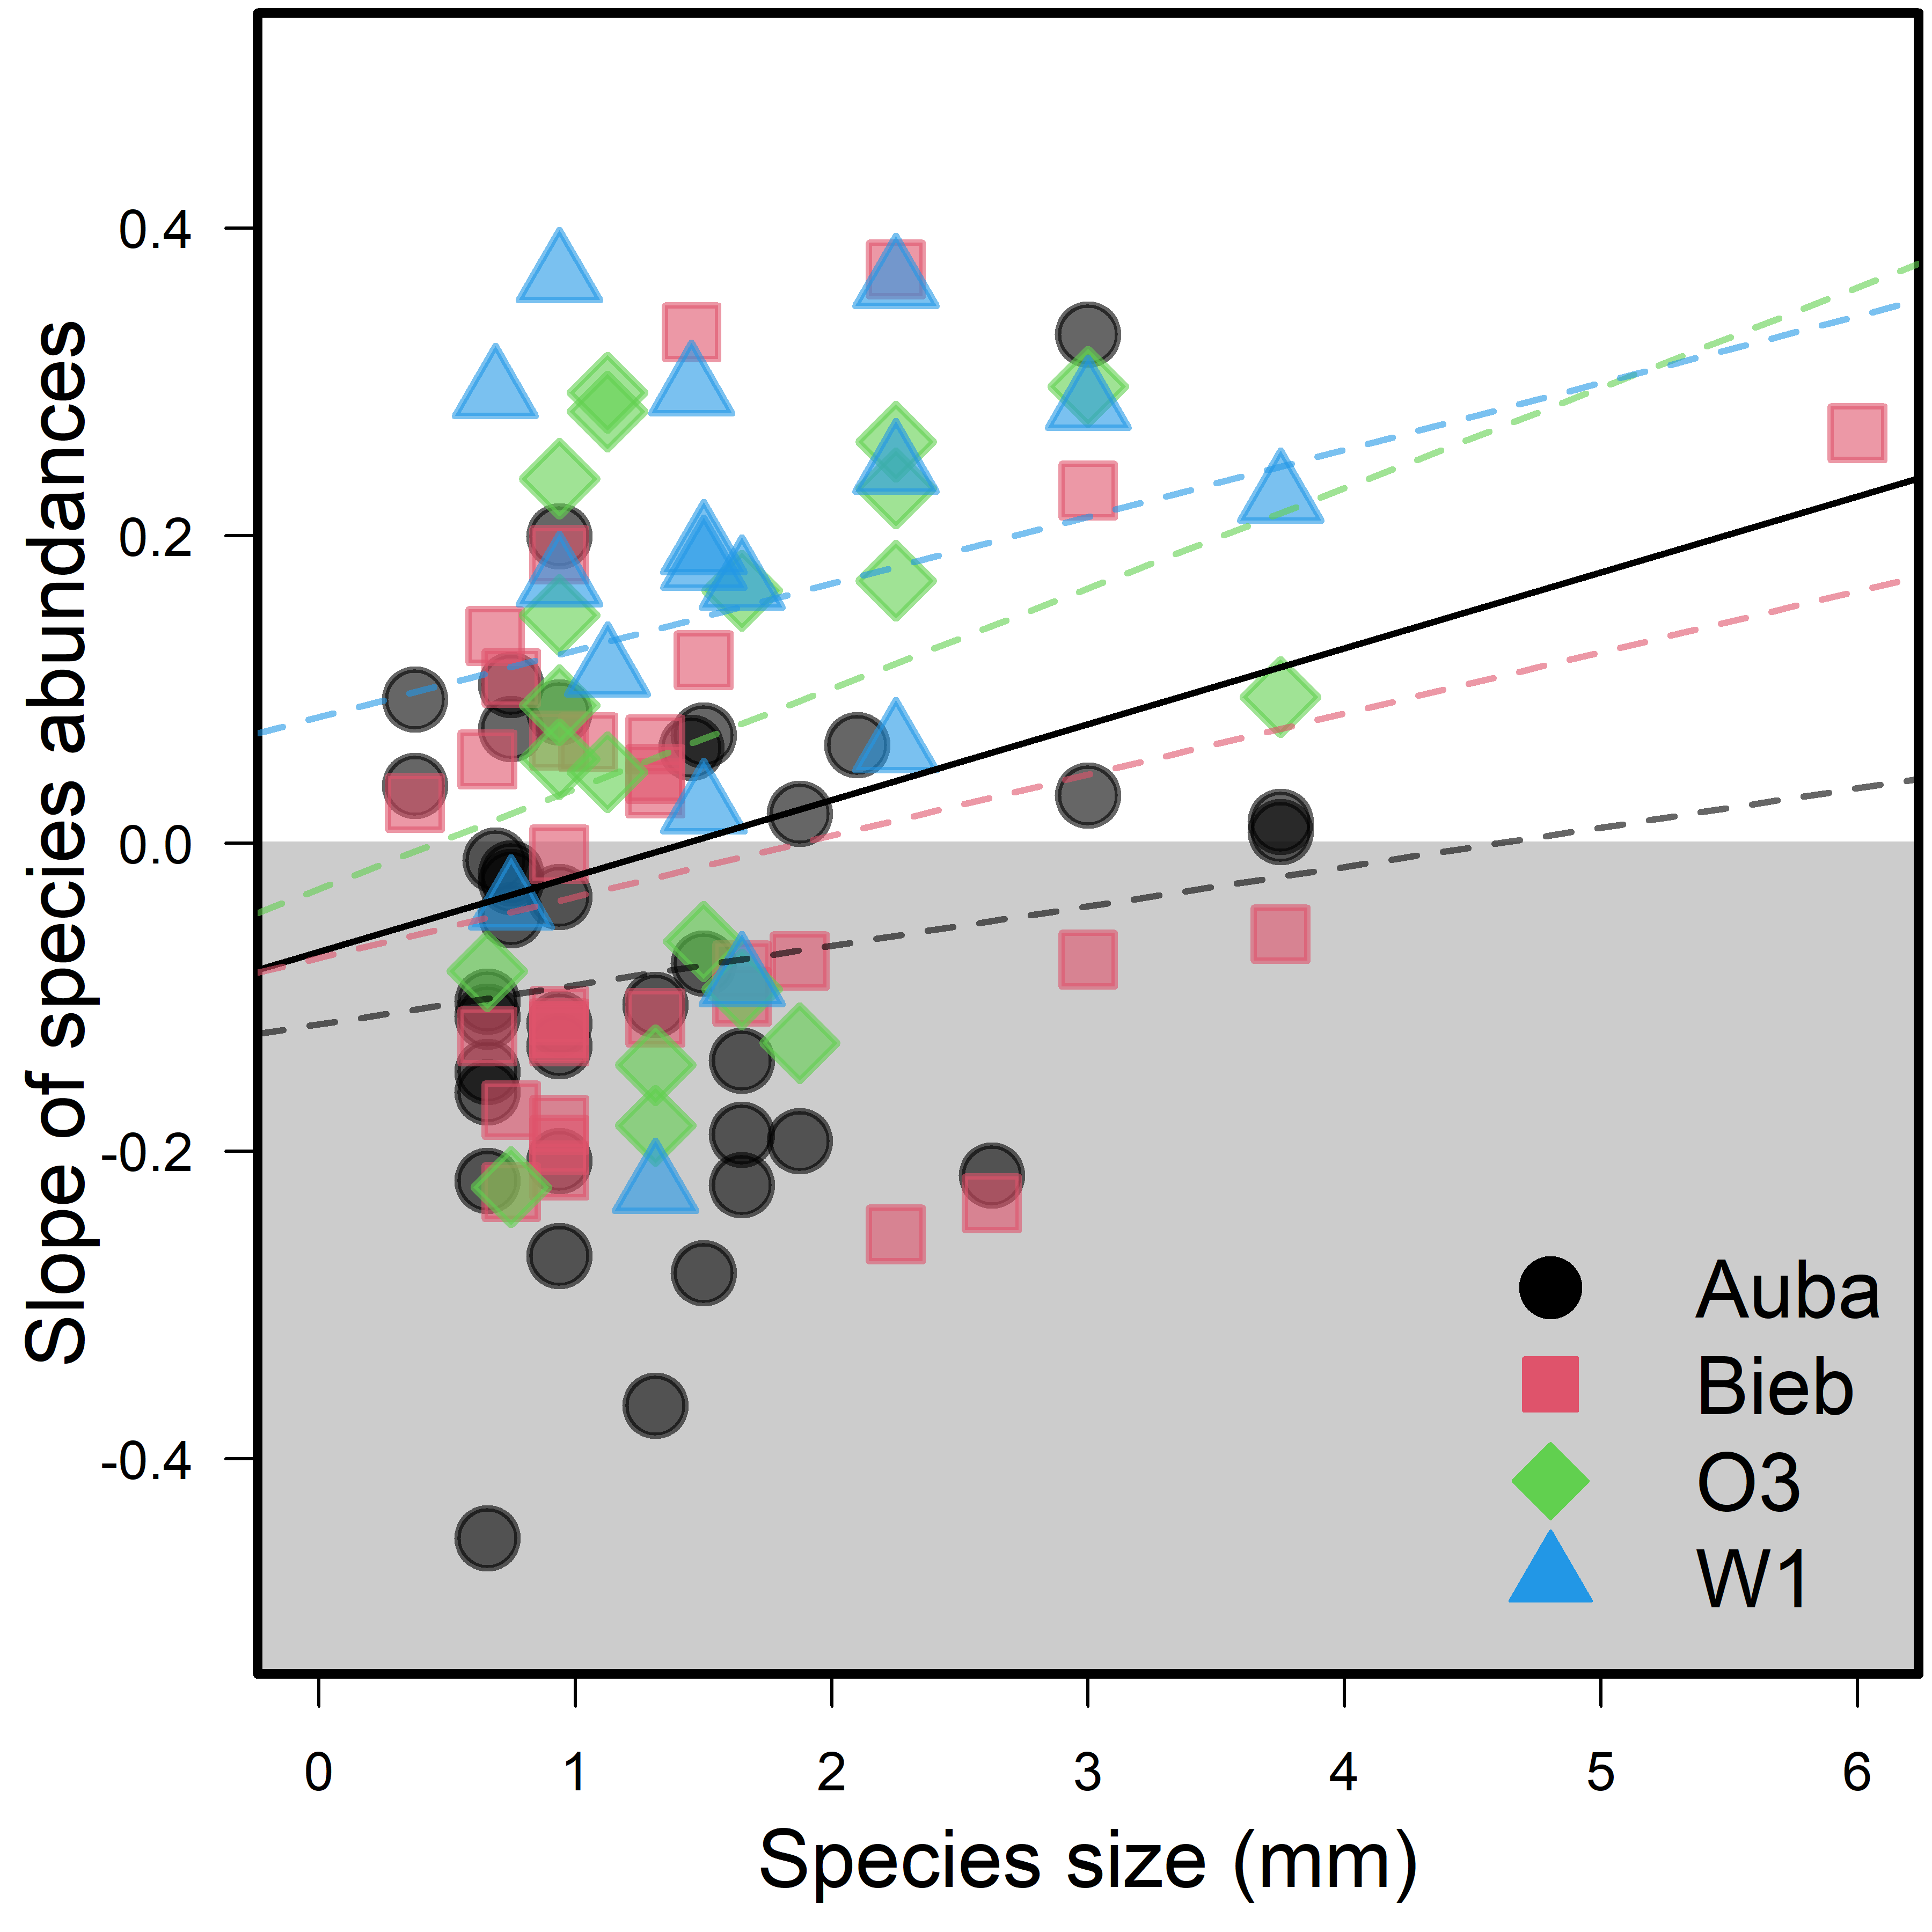 Slope of species abundances
0.4
0.2
0.0
-0.2
-0.4
Auba
Bieb
O3
W1
0 1 2 3 4 5 6
Species size (mm)